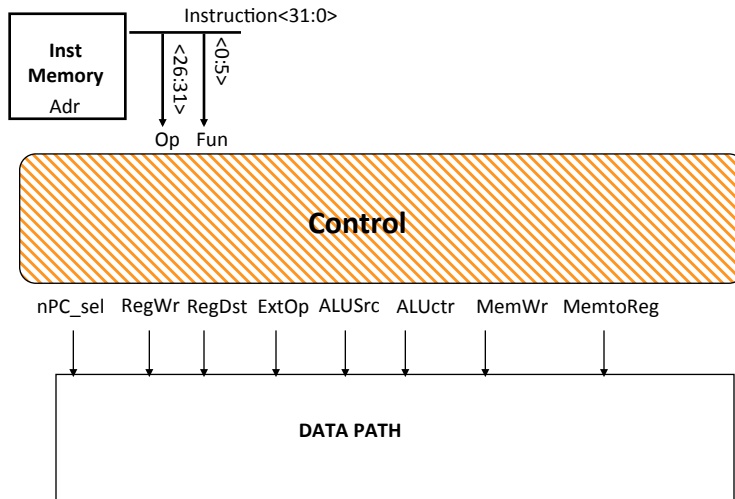 Instruction<31:0>
Inst
Memory
Adr
<26:31>
<0:5>
Op Fun
Control
nPC_sel RegWr RegDst ExtOp ALUSrc ALUctr MemWr MemtoReg
DATA PATH